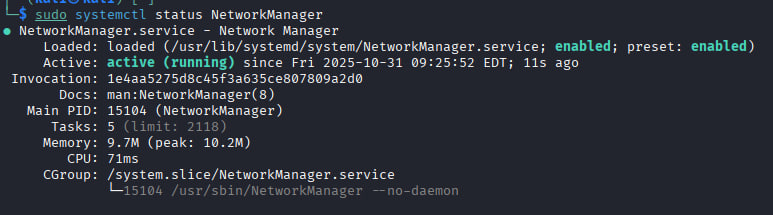 $ sudo systemctl status NetworkManager
● NetworkManager.service - Network Manager
Loaded: loaded (/usr/lib/systemd/system/NetworkManager.service; enabled; preset: enabled)
Active: active (running) since Fri 2025-10-31 09:25:52 EDT; 11s ago
Invocation: 1e4aa5275d8c45f3a635ce807809a2d0
Docs: man:NetworkManager(8)
Main PID: 15104 (NetworkManager)
Tasks: 5 (limit: 2118)
Memory: 9.7M (peak: 10.2M)
CPU: 71ms
CGroup: /system.slice/NetworkManager.service
└─15104 /usr/sbin/NetworkManager --no-daemon